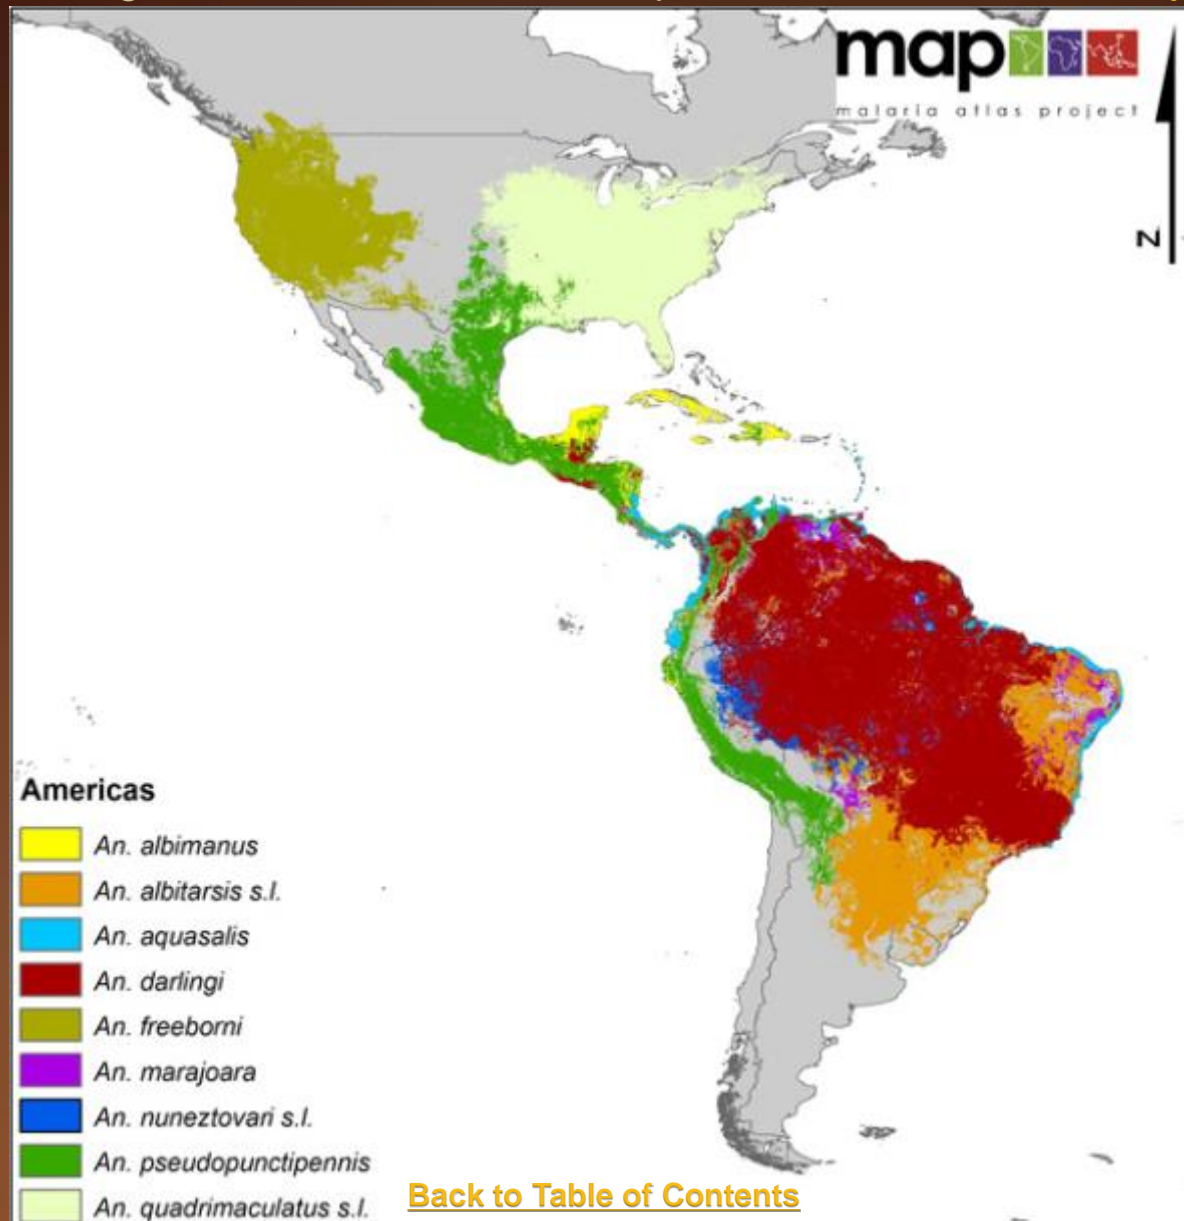 map
malaria atlas project
N
Americas
An. albimanus
An. albitarsis s.l.
An. aquasalis
An. darlingi
An. freeborni
An. marajoara
An. nuneztovari s.l.
An. pseudopunctipennis
An. quadrimaculatus s.l.
Back to Table of Contents